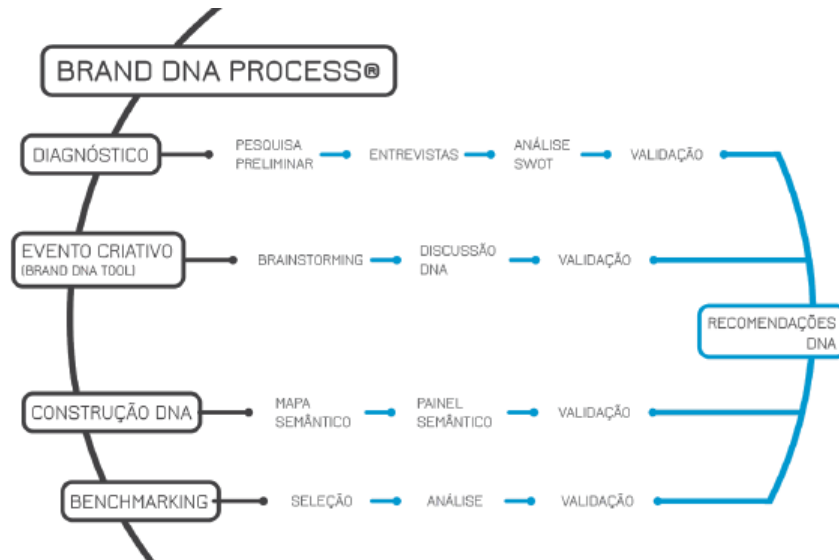 BRAND DNA PROCESS®
DIAGNÓSTICO
PESQUISA
PRELIMINAR
ENTREVISTAS
ANÁLISE
SWOT
VALIDAÇÃO
EVENTO CRIATIVO
(BRAND DNA TOOL)
BRAINSTORMING
DISCUSSÃO
DNA
VALIDAÇÃO
RECOMENDAÇÕES
DNA
CONSTRUÇÃO DNA
MAPA
SEMÂNTICO
PAINEL
SEMÂNTICO
VALIDAÇÃO
BENCHMARKING
SELEÇÃO
ANÁLISE
VALIDAÇÃO